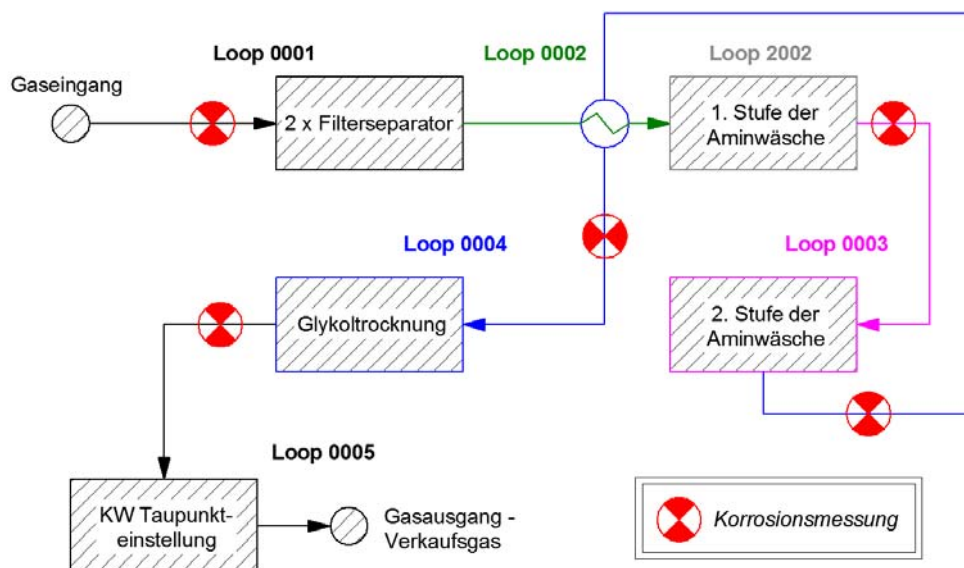 Loop 0001
Loop 0002
Loop 2002
Gaseingang
2 x Filterseparator
1. Stufe der
Aminwäsche
Loop 0004
Loop 0003
Glykoltrocknung
2. Stufe der
Aminwäsche
Loop 0005
KW Taupunkt-
einstellung
Gasausgang -
Verkaufsgas
Korrosionsmessung